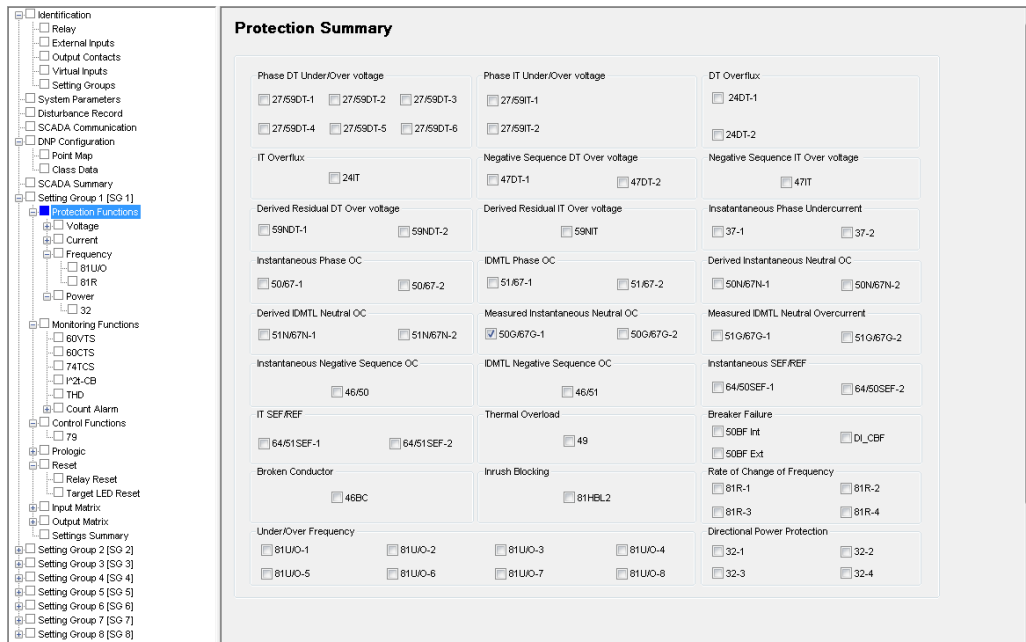 Identification
Relay
External Inputs
Output Contacts
Virtual Inputs
Setting Groups
System Parameters
Disturbance Record
SCADA Communication
DNP Configuration
Point Map
Class Data
SCADA Summary
Setting Group 1 [SG 1]
Protection Functions
Voltage
Current
Frequency
81U/O
81R
Power
32
Monitoring Functions
60VTS
60CTS
74TCS
I^2t-CB
THD
Count Alarm
Control Functions
79
Prologic
Reset
Relay Reset
Target LED Reset
Input Matrix
Output Matrix
Settings Summary
Setting Group 2 [SG 2]
Setting Group 3 [SG 3]
Setting Group 4 [SG 4]
Setting Group 5 [SG 5]
Setting Group 6 [SG 6]
Setting Group 7 [SG 7]
Setting Group 8 [SG 8]
Protection Summary
Phase DT Under/Over voltage
27/59DT-1 27/59DT-2 27/59DT-3
27/59DT-4 27/59DT-5 27/59DT-6
Phase IT Under/Over voltage
27/59IT-1
27/59IT-2
DT Overflux
24DT-1
24DT-2
IT Overflux
24IT
Negative Sequence DT Over voltage
47DT-1 47DT-2
Negative Sequence IT Over voltage
47IT
Derived Residual DT Over voltage
59NDT-1 59NDT-2
Derived Residual IT Over voltage
59NIT
Insatantaneous Phase Undercurrent
37-1 37-2
Instantaneous Phase OC
50/67-1 50/67-2
IDMTL Phase OC
51/67-1 51/67-2
Derived Instantaneous Neutral OC
50N/67N-1 50N/67N-2
Derived IDMTL Neutral OC
51N/67N-1 51N/67N-2
Measured Instantaneous Neutral OC
50G/67G-1 50G/67G-2
Measured IDMTL Neutral Overcurrent
51G/67G-1 51G/67G-2
Instantaneous Negative Sequence OC
46/50
IDMTL Negative Sequence OC
46/51
Instantaneous SEF/REF
64/50SEF-1 64/50SEF-2
IT SEF/REF
64/51SEF-1 64/51SEF-2
Thermal Overload
49
Breaker Failure
50BF Int DI_CBF
50BF Ext
Broken Conductor
46BC
Inrush Blocking
81HBL2
Rate of Change of Frequency
81R-1 81R-2
81R-3 81R-4
Under/Over Frequency
81U/O-1 81U/O-2 81U/O-3 81U/O-4
81U/O-5 81U/O-6 81U/O-7 81U/O-8
Directional Power Protection
32-1 32-2
32-3 32-4